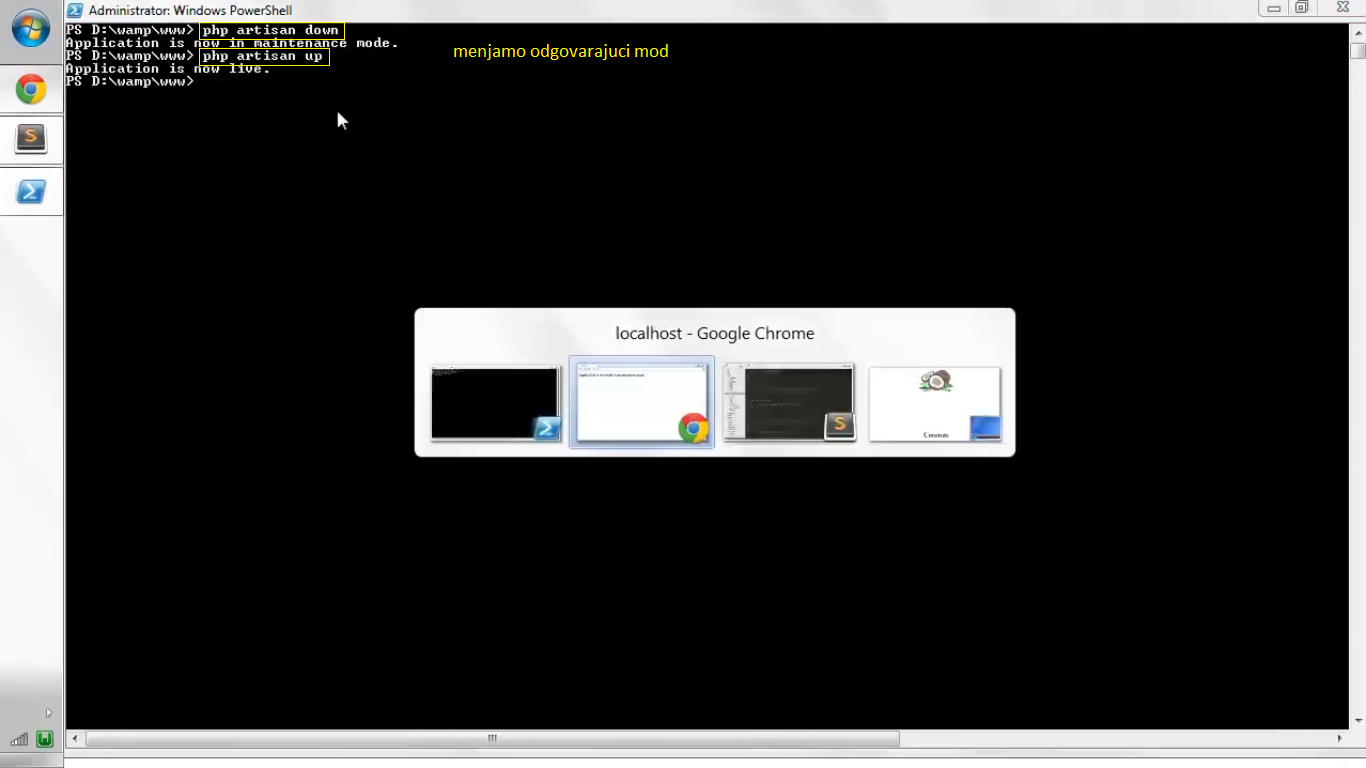 Administrator: Windows PowerShell
PS D:\wamp\www> php artisan down
Application is now in maintenance mode.
menjamo odgovarajuci mod
PS D:\wamp\www> php artisan up
Application is now live.
PS D:\wamp\www>
localhost - Google Chrome